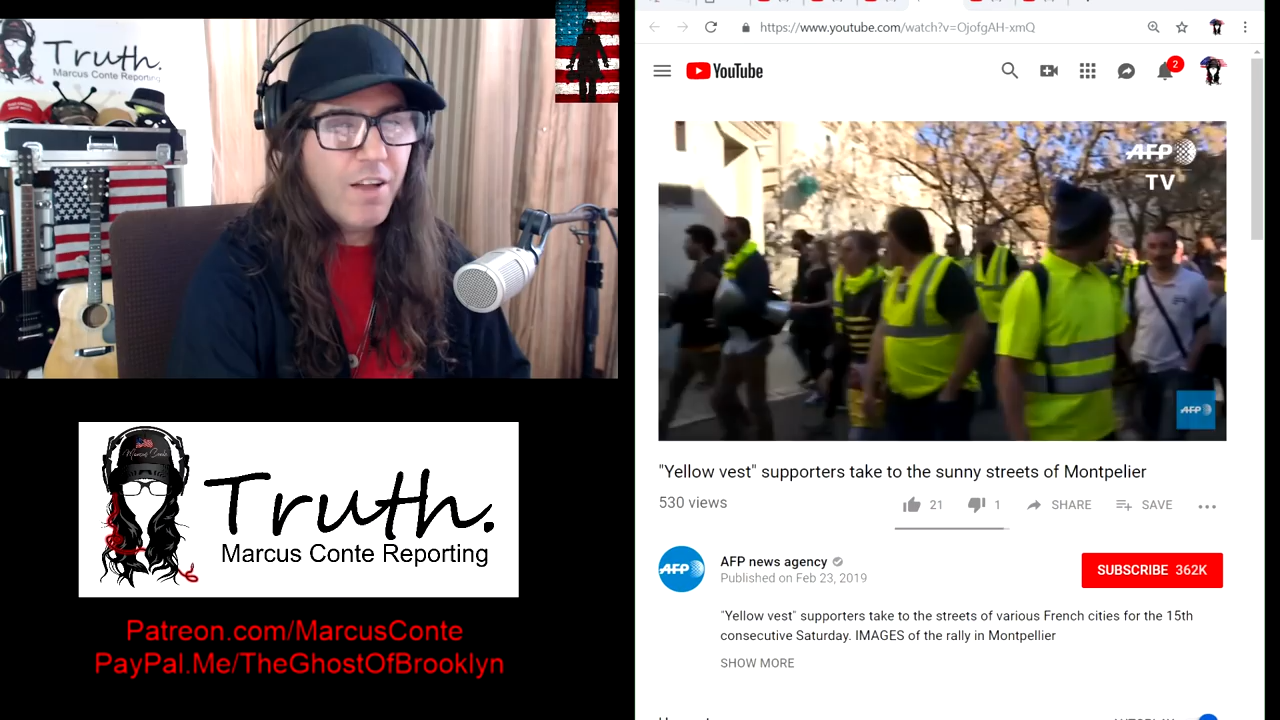 Truth.
Marcus Conte Reporting
Truth.
Marcus Conte Reporting
Patreon.com/MarcusConte
PayPal.Me/TheGhostOfBrooklyn
https://www.youtube.com/watch?v=OjofgAH-xmQ
YouTube
2
AFP
TV
AFP
"Yellow vest" supporters take to the sunny streets of Montpelier
530 views
21
1
SHARE
SAVE
AFP
AFP news agency
Published on Feb 23, 2019
SUBSCRIBE 362K
"Yellow vest" supporters take to the streets of various French cities for the 15th
consecutive Saturday. IMAGES of the rally in Montpellier
SHOW MORE